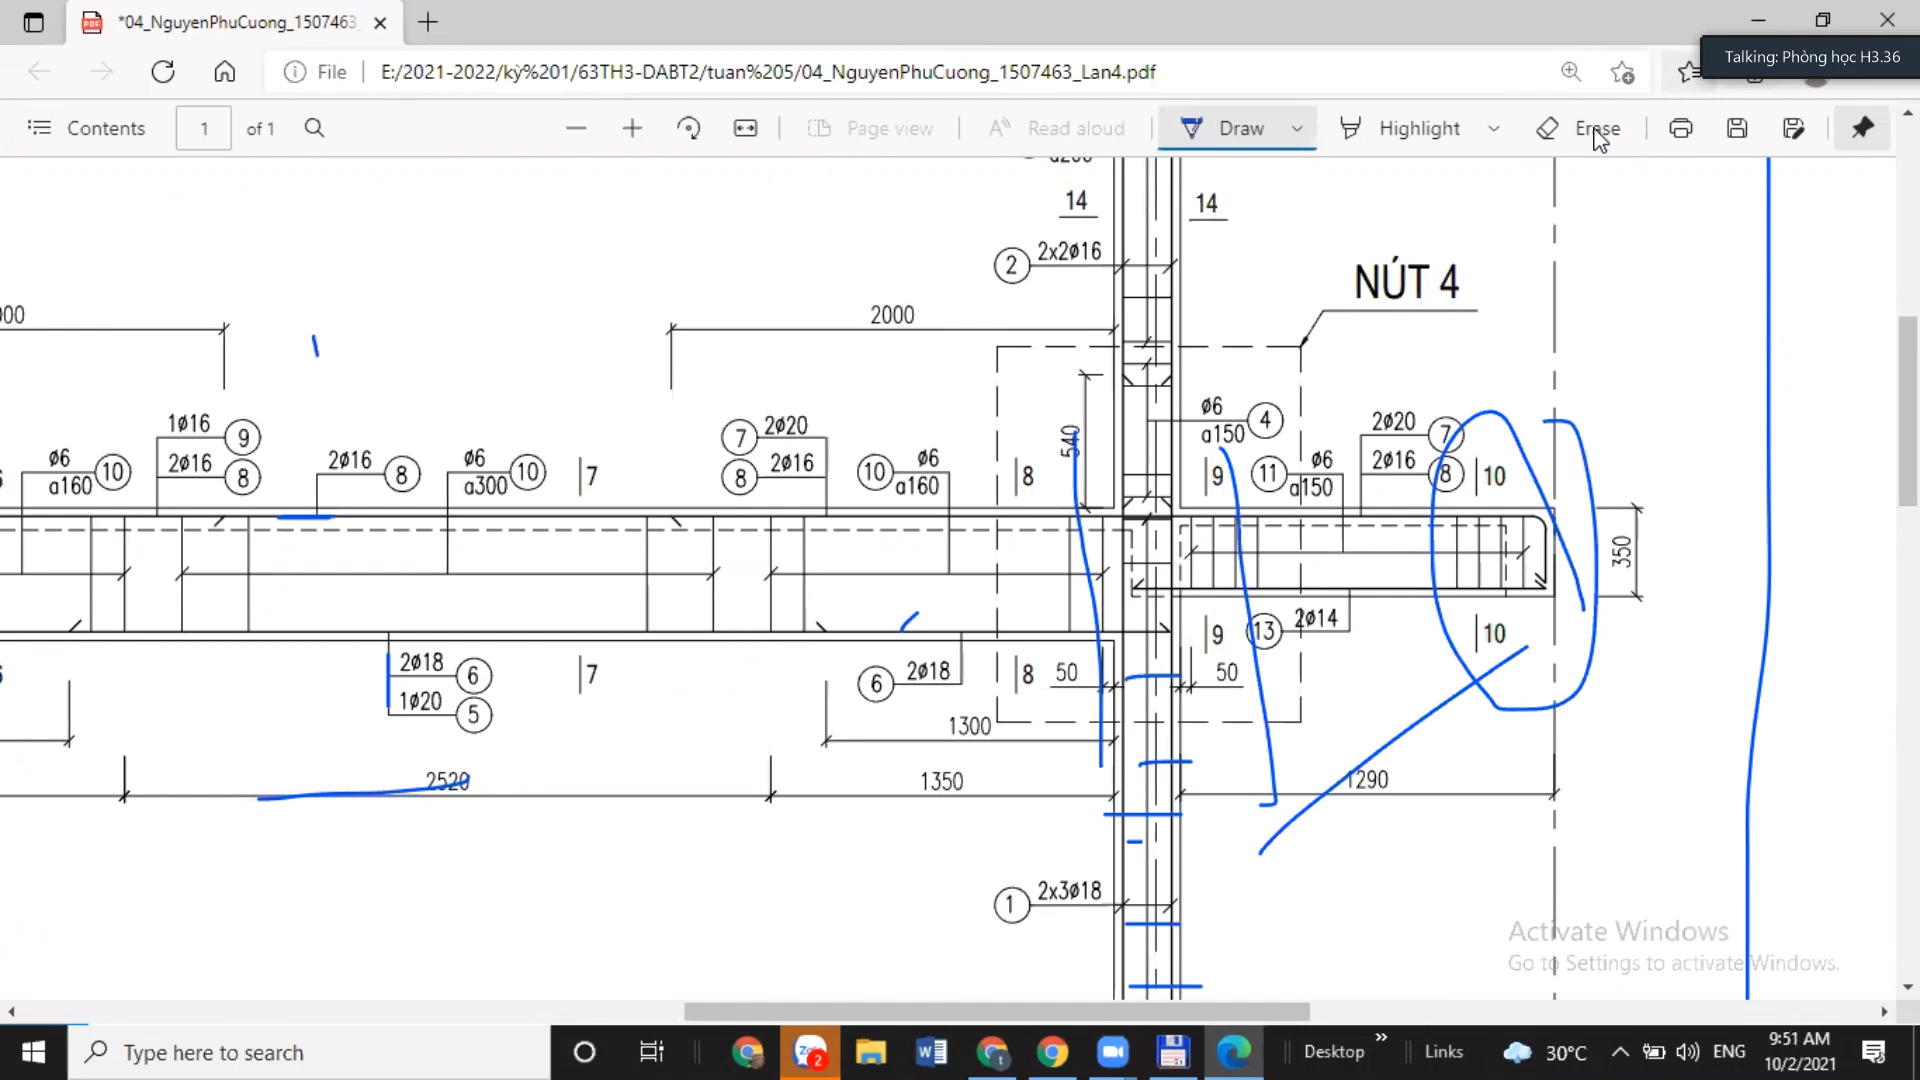 *04_NguyenPhuCuong_1507463
Talking: Phòng học H3.36
File
E:/2021-2022/kỳ%201/63TH3-DABT2/tuan%205/04_NguyenPhuCuong_1507463_Lan4.pdf
Contents
1
of 1
Page view
Read aloud
Draw
Highlight
Erase
a200
14
14
2
2x2ø16
NÚT 4
2000
540
1ø16
9
2ø16
8
ø6
a160
10
2ø16
8
ø6
a300
10
7
7
2ø20
8
2ø16
10
ø6
a160
8
ø6
a150
4
9
11
ø6
a150
2ø20
7
2ø16
8
10
350
2ø18
6
1ø20
5
7
6
2ø18
8
50
9
13
2ø14
50
10
1300
2520
1350
1290
1
2x3ø18
Activate Windows
Go to Settings to activate Windows.
Type here to search
2
Desktop
Links
30°C
ENG
9:51 AM
10/2/2021